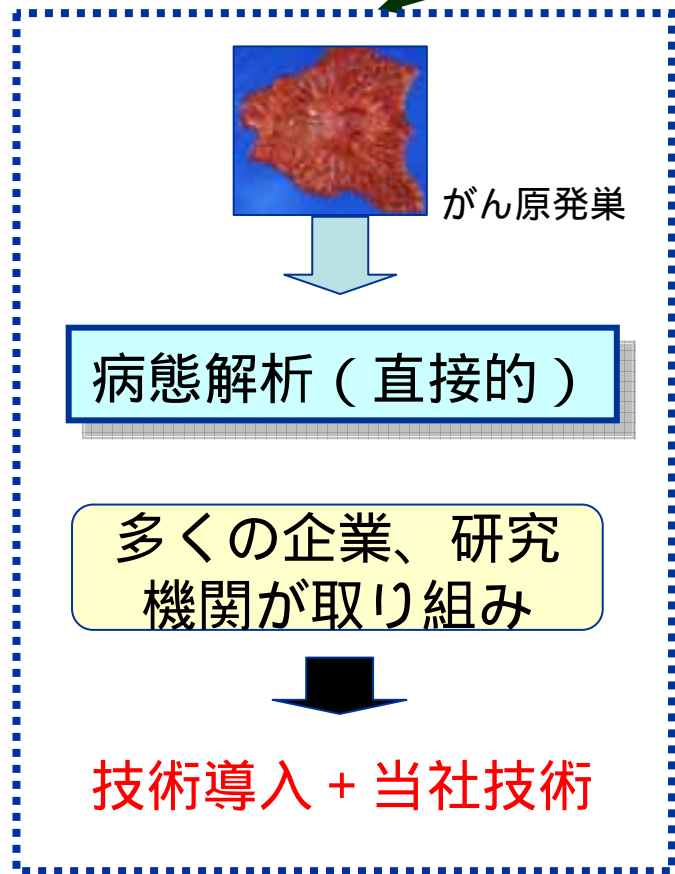 がん原発巣
病態解析(直接的)
多くの企業、研究
機関が取り組み
技術導入+当社技術